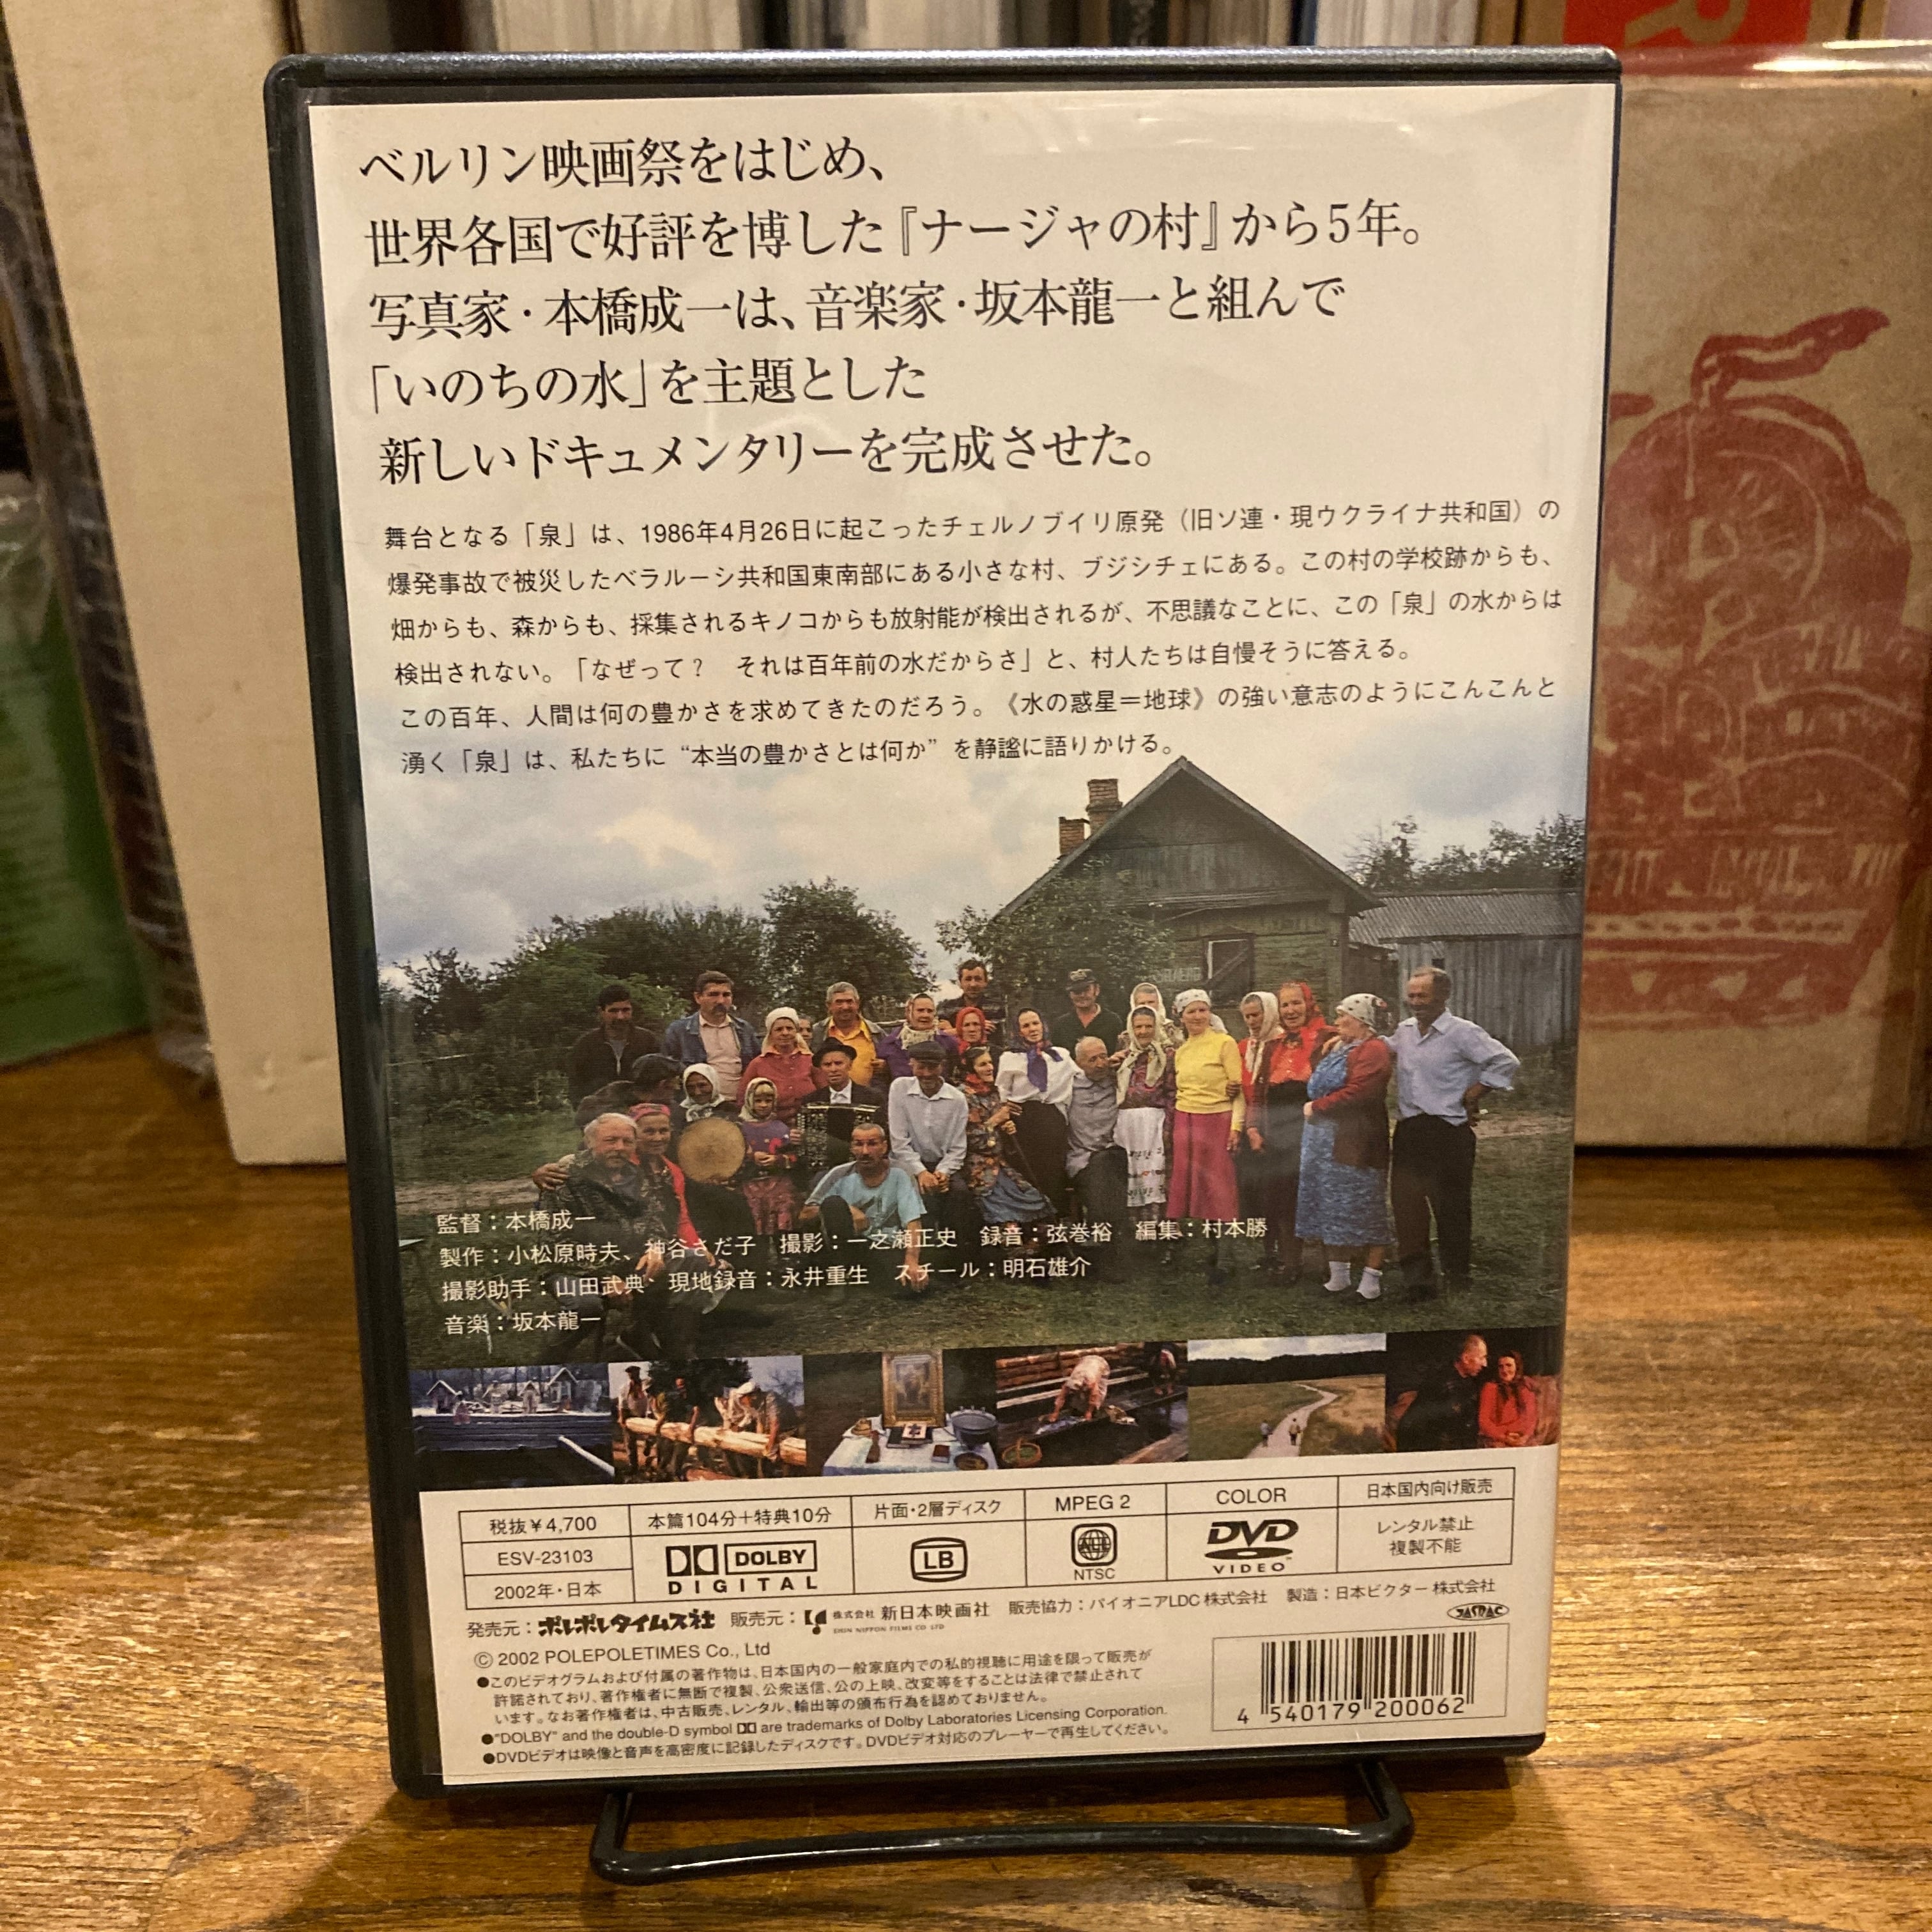 ベルリン映画祭をはじめ、
世界各国で好評を博した『ナージャの村』から5年。
写真家・本橋成一は、音楽家・坂本龍一と組んで
「いのちの水」を主題とした
新しいドキュメンタリーを完成させた。
舞台となる「泉」は、1986年4月26日に起こったチェルノブイリ原発（旧ソ連・現ウクライナ共和国）の
爆発事故で被災したベラルーシ共和国東南部にある小さな村、ブジシチェにある。この村の学校跡からも、
畑からも、森からも、採集されるキノコからも放射能が検出されるが、不思議なことに、この「泉」の水からは
検出されない。「なぜって？　それは百年前の水だからさ」と、村人たちは自慢そうに答える。
この百年、人間は何の豊かさを求めてきたのだろう。《水の惑星＝地球》の強い意志のようにこんこんと
湧く「泉」は、私たちに“本当の豊かさとは何か”を静謐に語りかける。
監督：本橋成一
製作：小松原時夫、神谷さだ子　撮影：一之瀬正史　録音：弦巻裕　編集：村本勝
撮影助手：山田武典　現地録音：永井重生　スチール：明石雄介
音楽：坂本龍一
税抜￥4,700
ESV-23103
2002年・日本
本篇104分＋特典10分
DOLBY
DIGITAL
片面・2層ディスク
LB
MPEG 2
ALL
NTSC
COLOR
DVD
VIDEO
日本国内向け販売
レンタル禁止
複製不能
発売元：ポレポレタイムス社　販売元：株式会社 新日本映画社　販売協力：パイオニアLDC株式会社　製造：日本ビクター株式会社
SHIN NIPPON FILMS CO LTD
JASRAC
© 2002 POLEPOLETIMES Co., Ltd
●このビデオグラムおよび付属の著作物は、日本国内の一般家庭内での私的視聴に用途を限って販売が
許諾されており、著作権者に無断で複製、公衆送信、公の上映、改変等をすることは法律で禁止されて
います。なお著作権者は、中古販売、レンタル、輸出等の頒布行為を認めておりません。
●"DOLBY" and the double-D symbol are trademarks of Dolby Laboratories Licensing Corporation.
●DVDビデオは映像と音声を高密度に記録したディスクです。DVDビデオ対応のプレーヤーで再生してください。
4 540179 200062